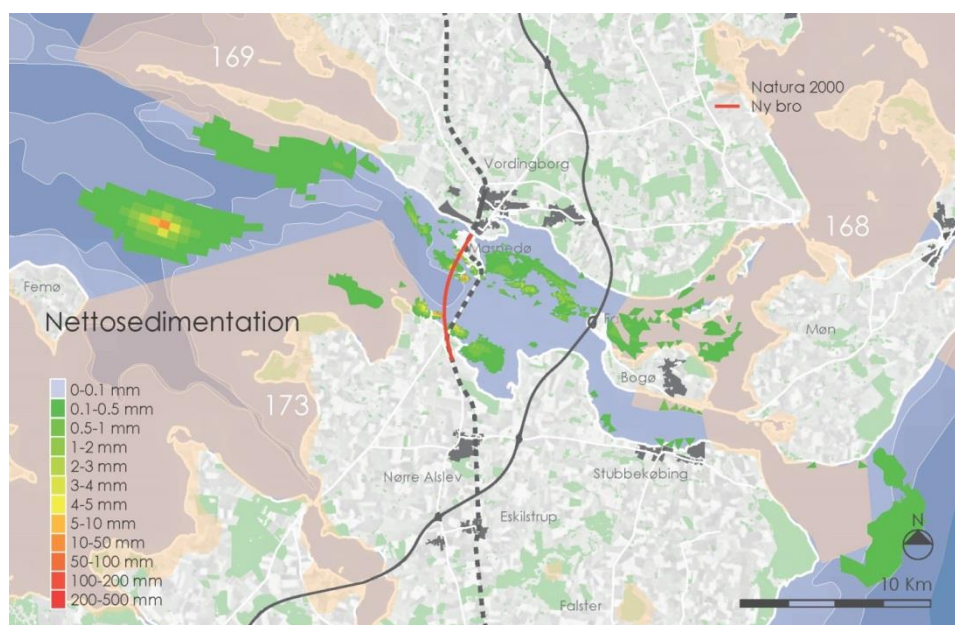 169
Natura 2000
Ny bro
Vordingborg
Masnedø
168
Femø
Nettosedimentation
Møn
Bogø
0-0.1 mm
0.1-0.5 mm
0.5-1 mm
1-2 mm
2-3 mm
3-4 mm
4-5 mm
5-10 mm
10-50 mm
50-100 mm
100-200 mm
200-500 mm
173
Nørre Alslev
Stubbekøbing
Eskilstrup
N
10 Km
Falster